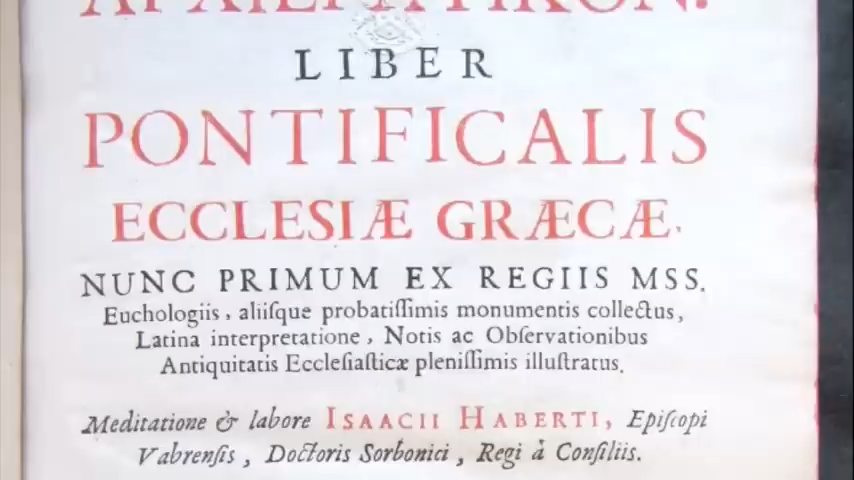 ΑΡΧΙΕΡΑΤΙΚΟΝ.
LIBER
PONTIFICALIS
ECCLESIÆ GRÆCÆ.
NUNC PRIMUM EX REGIIS MSS.
Euchologiis, aliiſque probatiſſimis monumentis collectus,
Latina interpretatione, Notis ac Obſervationibus
Antiquitatis Eccleſiaſticæ pleniſſimis illuſtratus.
Meditatione & labore ISAACII HABERTI, Epiſcopi
Vabrenſis, Doctoris Sorbonici, Regi à Conſiliis.